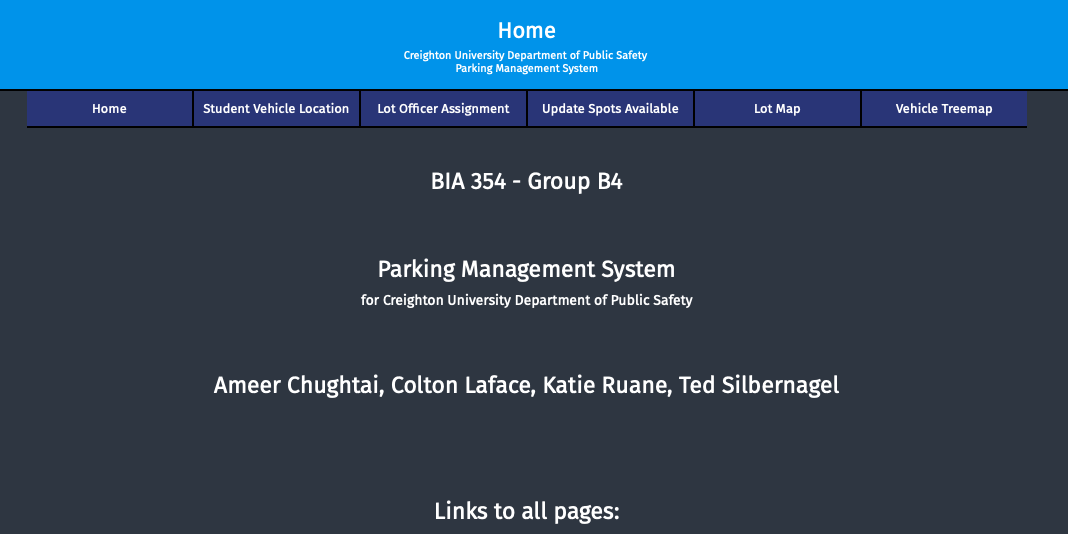 Home
Creighton University Department of Public Safety
Parking Management System
Home
Student Vehicle Location
Lot Officer Assignment
Update Spots Available
Lot Map
Vehicle Treemap
BIA 354 - Group B4
Parking Management System
for Creighton University Department of Public Safety
Ameer Chughtai, Colton Laface, Katie Ruane, Ted Silbernagel
Links to all pages: